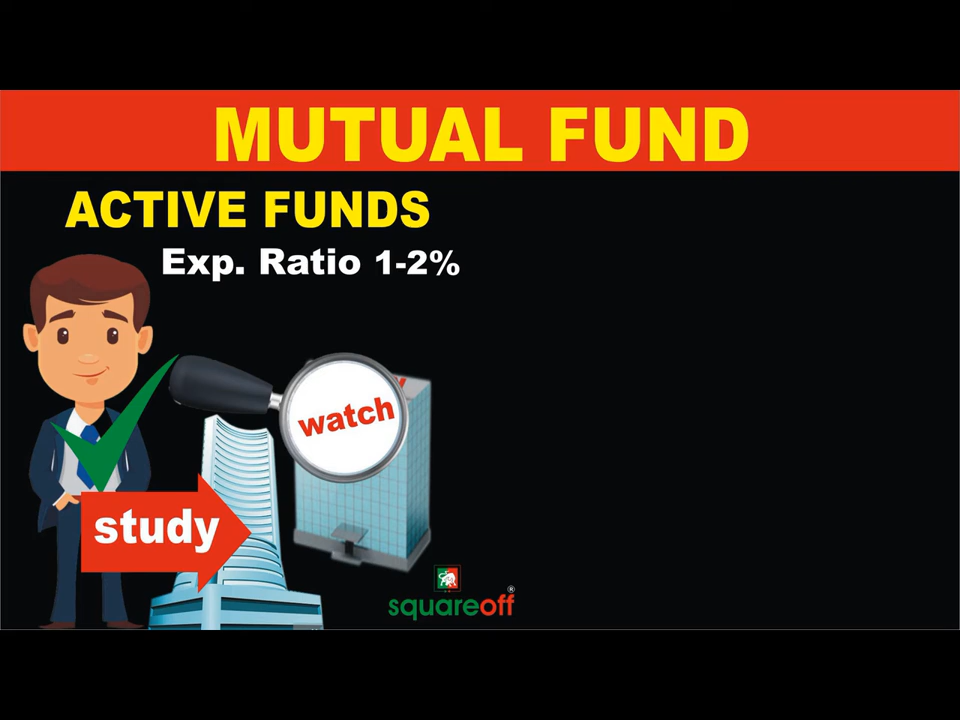 MUTUAL FUND
ACTIVE FUNDS
Exp. Ratio 1-2%
watch
study
squareoff®